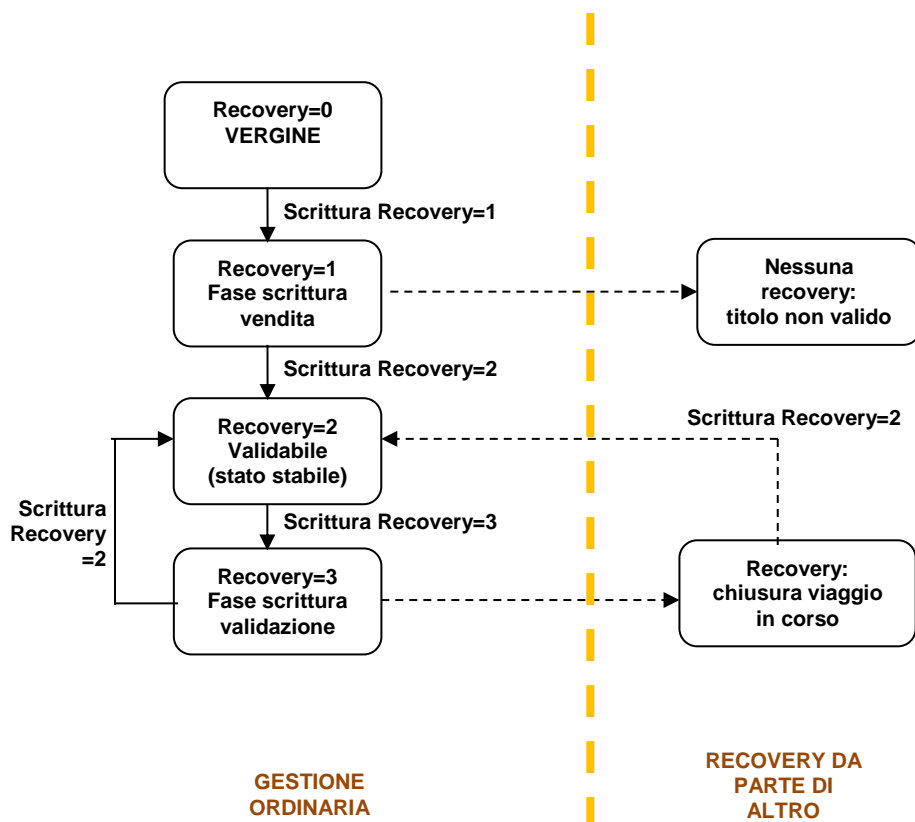 Recovery=0
VERGINE
Scrittura Recovery=1
Recovery=1
Fase scrittura
vendita
Nessuna
recovery:
titolo non valido
Scrittura Recovery=2
Recovery=2
Validabile
(stato stabile)
Scrittura Recovery=2
Scrittura
Recovery
=2
Scrittura Recovery=3
Recovery=3
Fase scrittura
validazione
Recovery:
chiusura viaggio
in corso
GESTIONE
ORDINARIA
RECOVERY DA
PARTE DI
ALTRO